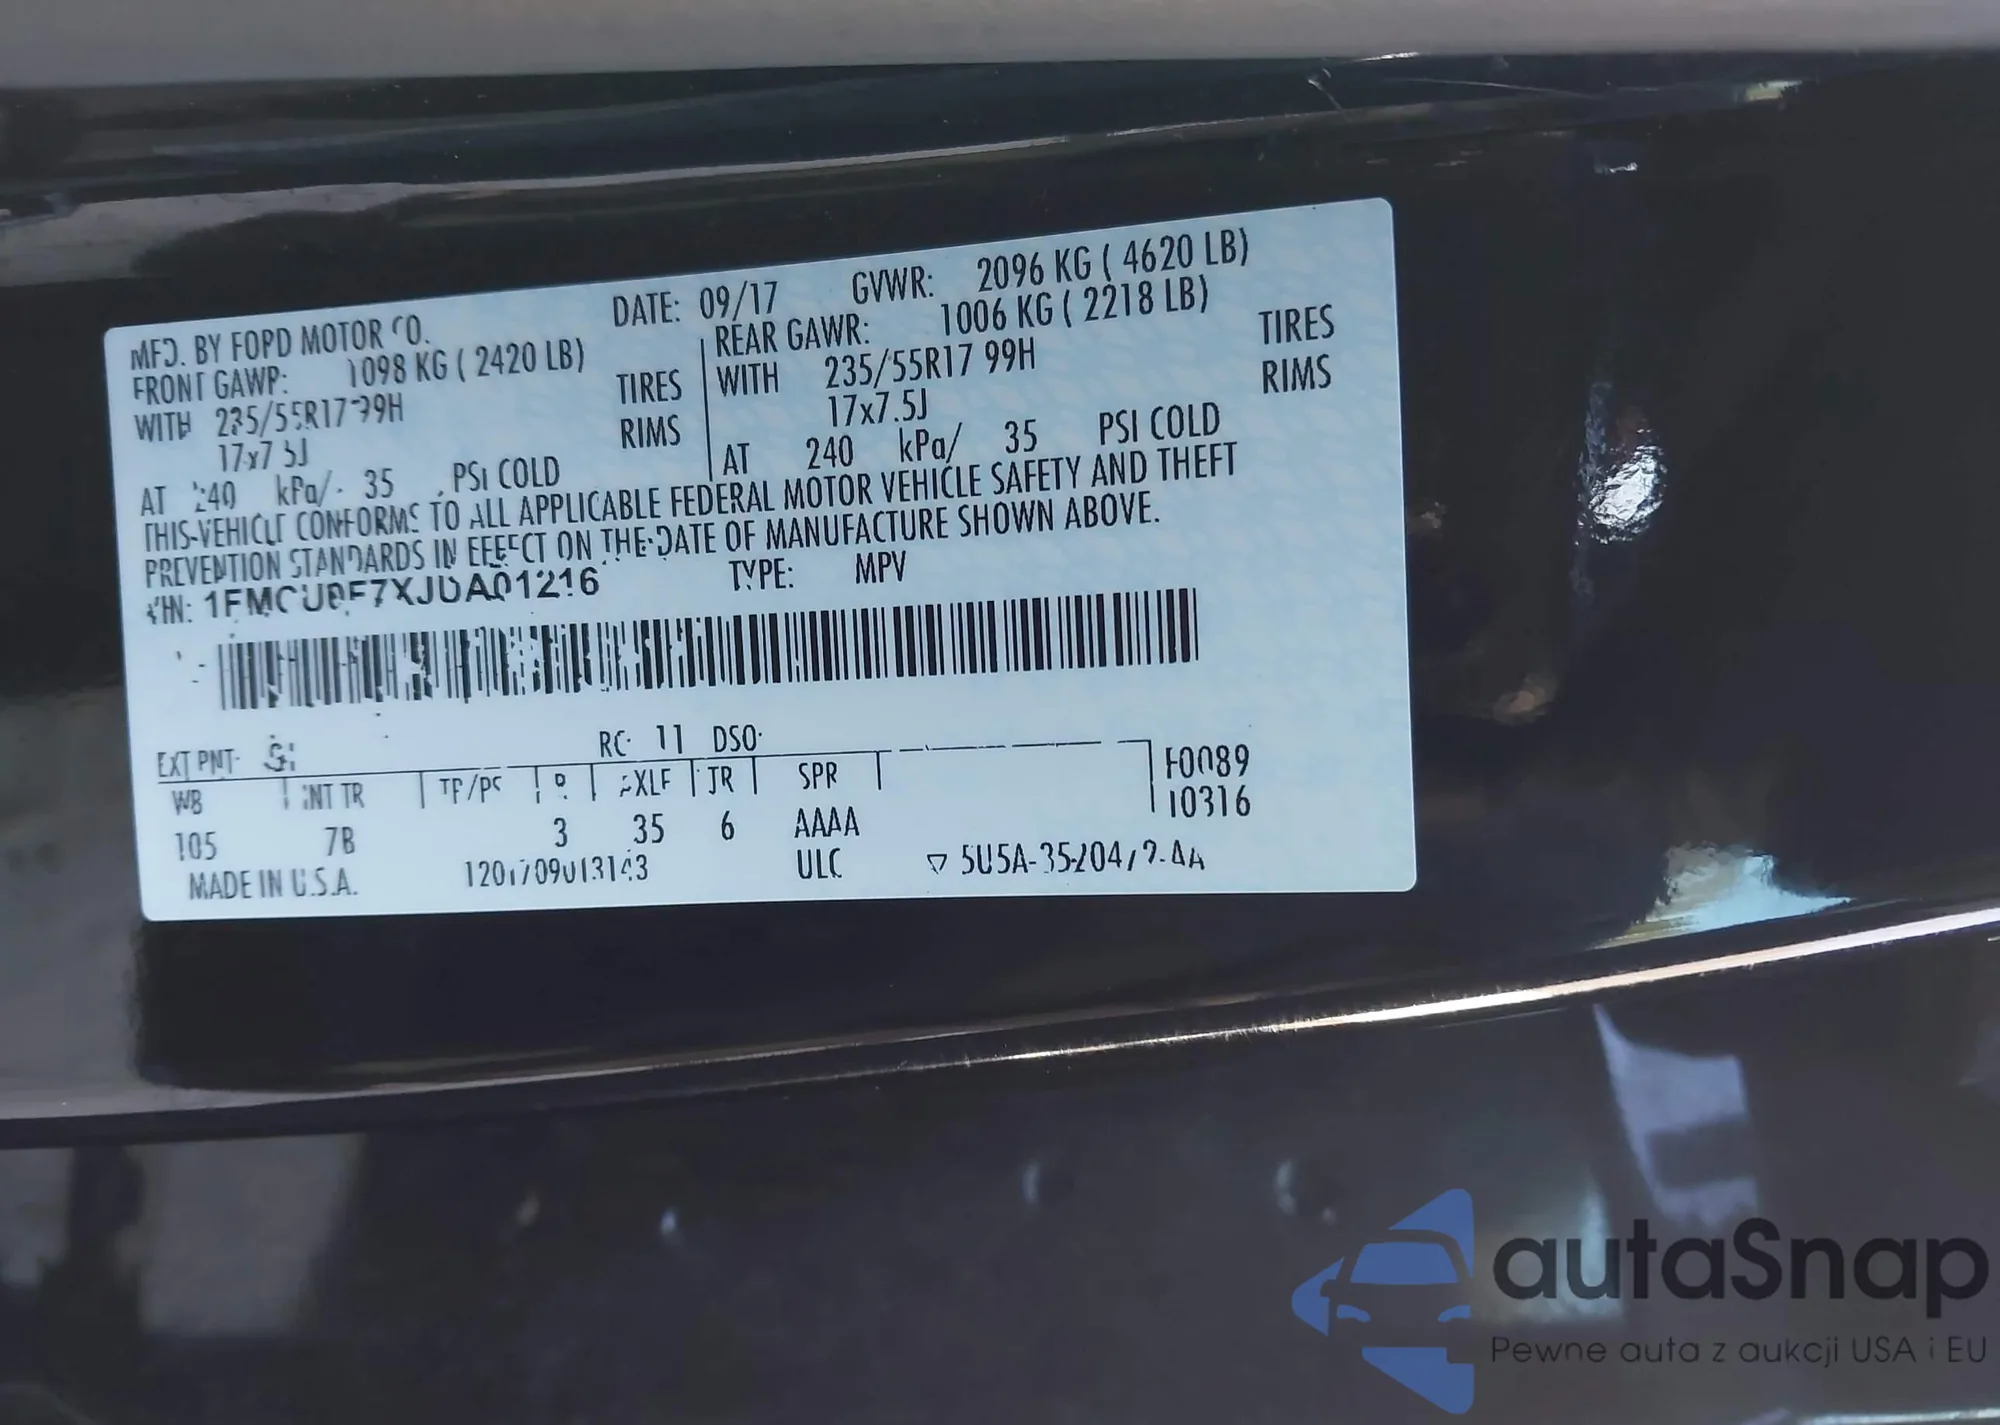 MFD. BY FORD MOTOR CO. DATE: 09/17 GVWR: 2096 KG ( 4620 LB)
FRONT GAWR: 1098 KG ( 2420 LB) REAR GAWR: 1006 KG ( 2218 LB)
WITH 235/55R17 99H TIRES WITH 235/55R17 99H TIRES
17x7.5J RIMS 17x7.5J RIMS
AT 240 kPa/ 35 PSI COLD AT 240 kPa/ 35 PSI COLD
THIS VEHICLE CONFORMS TO ALL APPLICABLE FEDERAL MOTOR VEHICLE SAFETY AND THEFT
PREVENTION STANDARDS IN EFFECT ON THE DATE OF MANUFACTURE SHOWN ABOVE.
VIN: TYPE: MPV
EXT PNT: RC: 11 DSO:
WB INT TR TP/PS R AXLE TR SPR F0089
105 7B 3 35 6 AAAA 10316
MADE IN U.S.A. ULC
autaSnap
Pewne auta z aukcji USA i EU